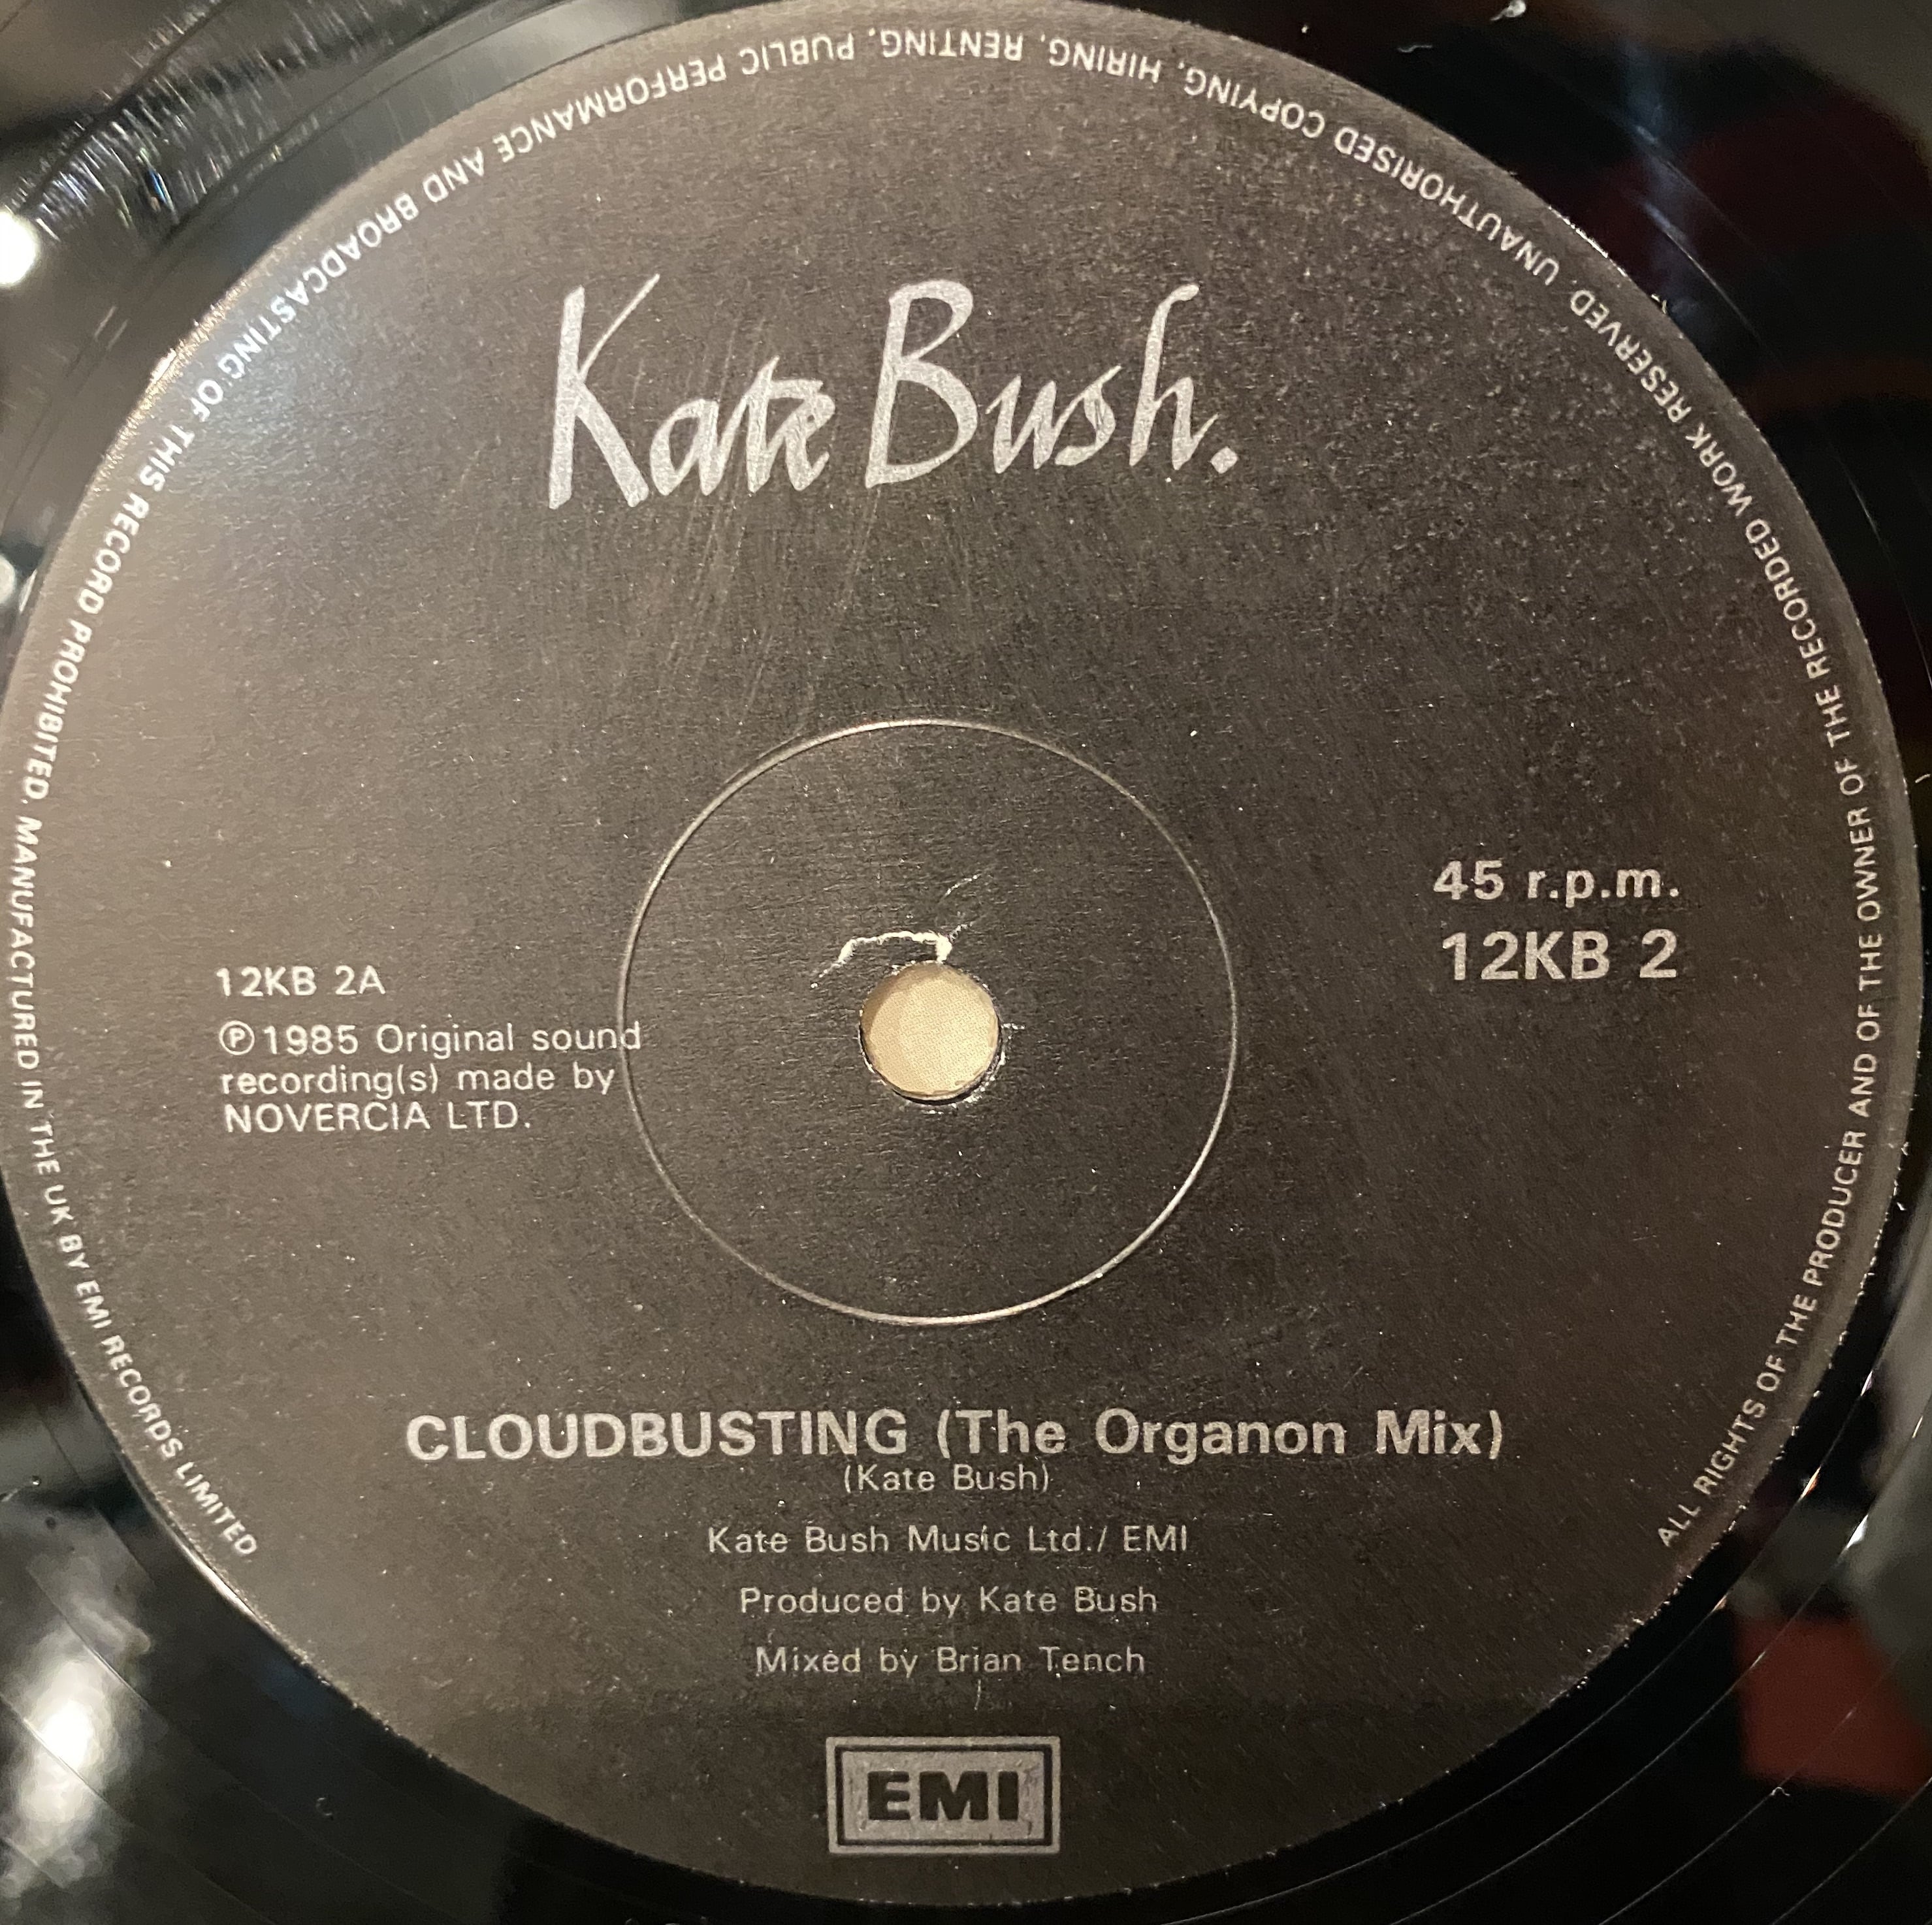 ALL RIGHTS OF THE PRODUCER AND OF THE OWNER OF THE RECORDED WORK RESERVED. UNAUTHORISED COPYING, HIRING, RENTING, PUBLIC PERFORMANCE AND BROADCASTING OF THIS RECORD PROHIBITED. MANUFACTURED IN THE UK BY EMI RECORDS LIMITED
Kate Bush.
45 r.p.m.
12KB 2
12KB 2A
℗1985 Original sound
recording(s) made by
NOVERCIA LTD.
CLOUDBUSTING (The Organon Mix)
(Kate Bush)
Kate Bush Music Ltd./ EMI
Produced by Kate Bush
Mixed by Brian Tench
EMI